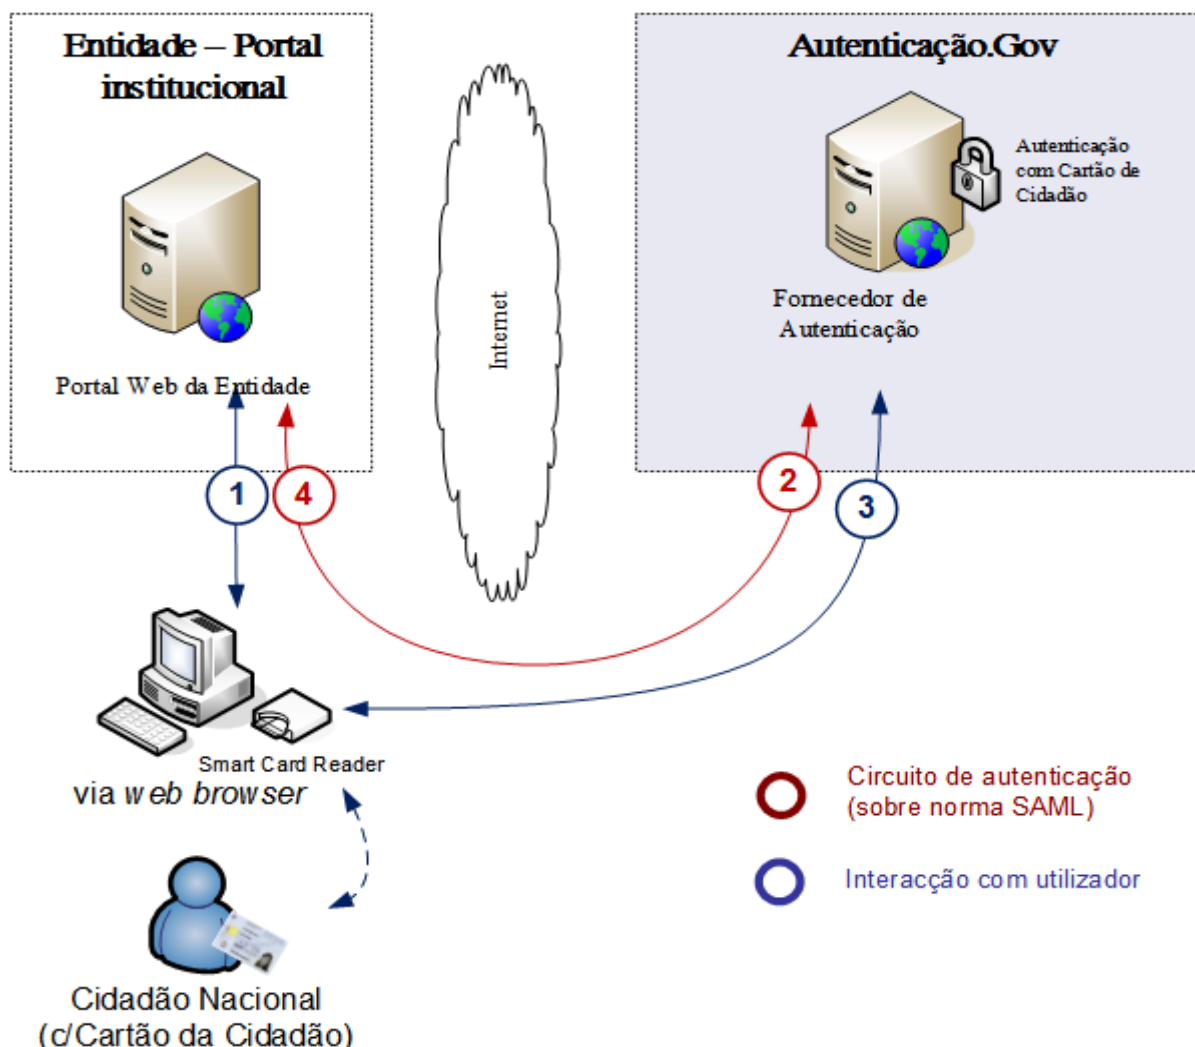 Entidade – Portal
institucional
Portal Web da Entidade
Internet
Autenticação.Gov
Autenticação
com Cartão de
Cidadão
Fornecedor de
Autenticação
1
4
2
3
Smart Card Reader
via web browser
Circuito de autenticação
(sobre norma SAML)
Interacção com utilizador
Cidadão Nacional
(c/Cartão da Cidadão)